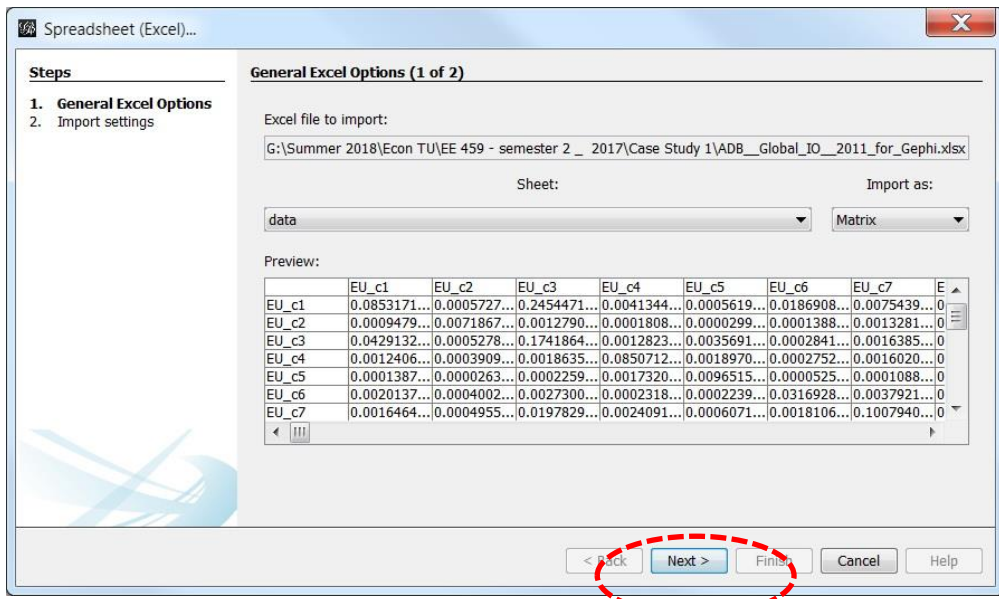 Spreadsheet (Excel)...
Steps
1. General Excel Options
2. Import settings
General Excel Options (1 of 2)
Excel file to import:
G:\Summer 2018\Econ TU\EE 459 - semester 2 _ 2017\Case Study 1\ADB__Global_IO__2011_for_Gephi.xlsx
Sheet: Import as:
data Matrix
Preview:
EU_c1 EU_c2 EU_c3 EU_c4 EU_c5 EU_c6 EU_c7 E
EU_c1 0.0853171... 0.0005727... 0.2454471... 0.0041344... 0.0005619... 0.0186908... 0.0075439... 0
EU_c2 0.0009479... 0.0071867... 0.0012790... 0.0001808... 0.0000299... 0.0001388... 0.0013281... 0
EU_c3 0.0429132... 0.0005278... 0.1741864... 0.0012823... 0.0035691... 0.0002841... 0.0016385... 0
EU_c4 0.0012406... 0.0003909... 0.0018635... 0.0850712... 0.0018970... 0.0002752... 0.0016020... 0
EU_c5 0.0001387... 0.0000263... 0.0002259... 0.0017320... 0.0096515... 0.0000525... 0.0001088... 0
EU_c6 0.0020137... 0.0004002... 0.0027300... 0.0002318... 0.0002239... 0.0316928... 0.0037921... 0
EU_c7 0.0016464... 0.0004955... 0.0197829... 0.0024091... 0.0006071... 0.0018106... 0.1007940... 0
< Back Next > Finish Cancel Help